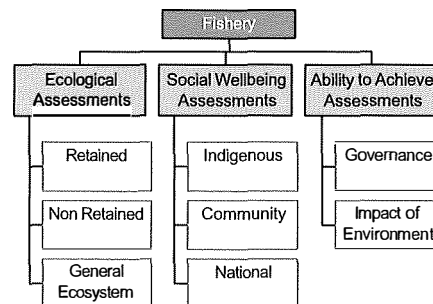 Fishery
Ecological
Assessments
Social Wellbeing
Assessments
Ability to Achieve
Assessments
Retained
Non Retained
General
Ecosystem
Indigenous
Community
National
Governance
Impact of
Environment